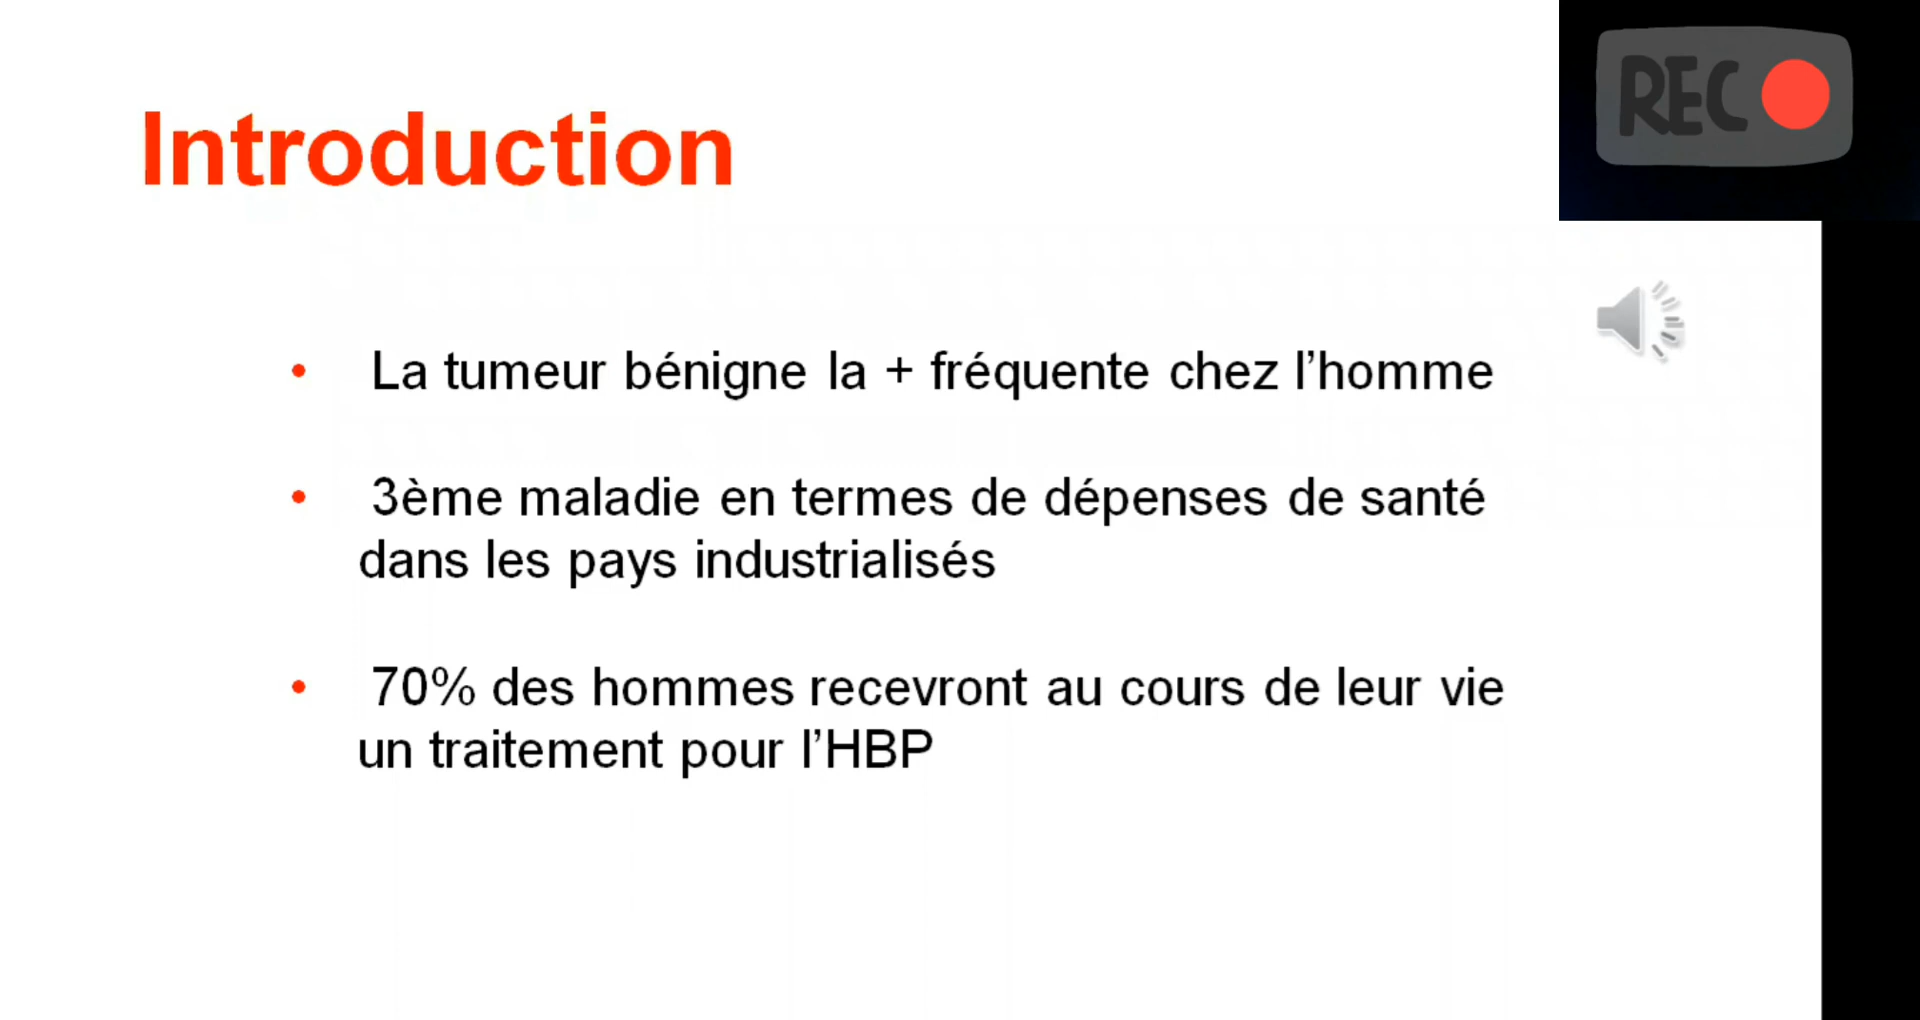 REC
Introduction
• La tumeur bénigne la + fréquente chez l’homme
• 3ème maladie en termes de dépenses de santé
dans les pays industrialisés
• 70% des hommes recevront au cours de leur vie
un traitement pour l’HBP